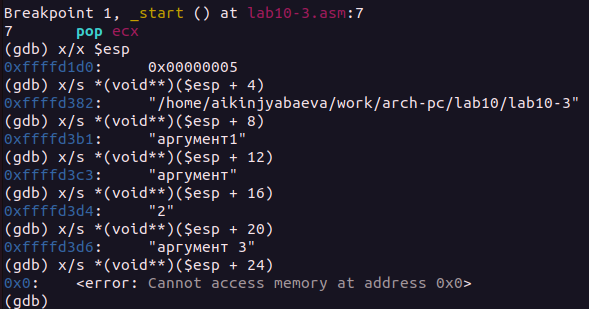 Breakpoint 1, _start () at lab10-3.asm:7
7 pop ecx
(gdb) x/x $esp
0xffffd1d0: 0x00000005
(gdb) x/s *(void**)($esp + 4)
0xffffd382: "/home/aikinjyabaeva/work/arch-pc/lab10/lab10-3"
(gdb) x/s *(void**)($esp + 8)
0xffffd3b1: "аргумент1"
(gdb) x/s *(void**)($esp + 12)
0xffffd3c3: "аргумент"
(gdb) x/s *(void**)($esp + 16)
0xffffd3d4: "2"
(gdb) x/s *(void**)($esp + 20)
0xffffd3d6: "аргумент 3"
(gdb) x/s *(void**)($esp + 24)
0x0: <error: Cannot access memory at address 0x0>
(gdb)